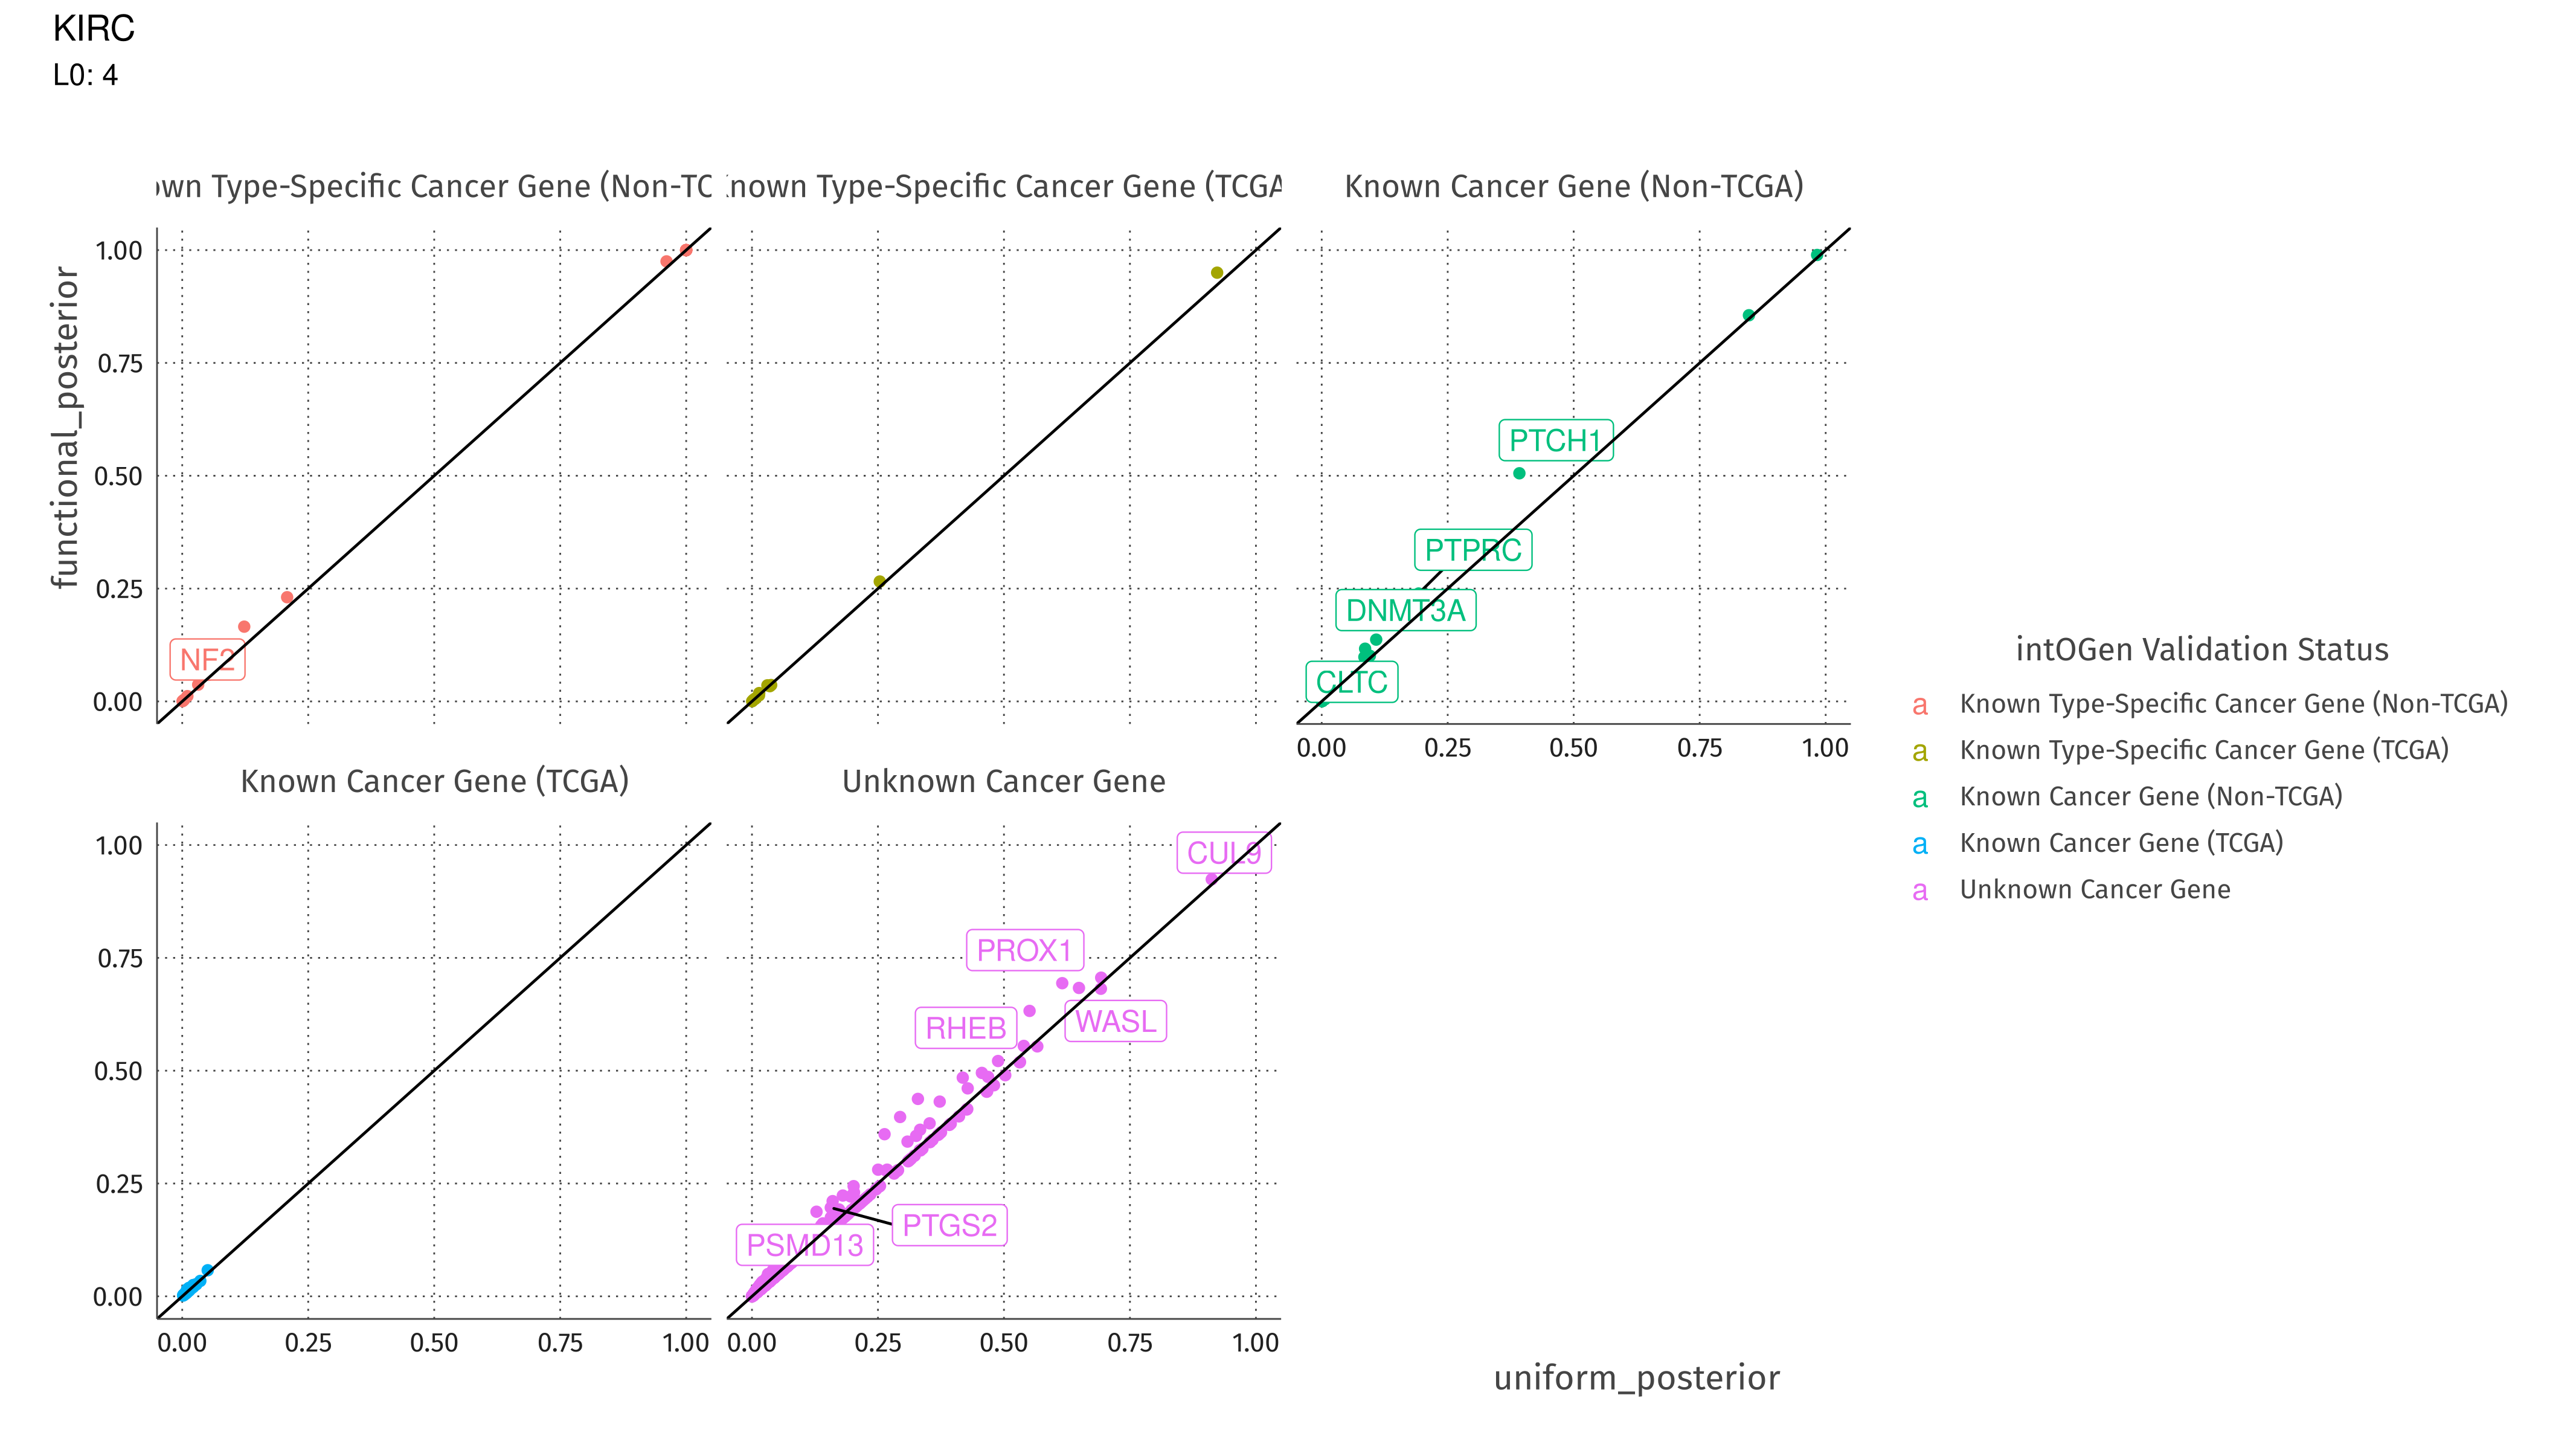 KIRC
L0: 4
own Type-Specific Cancer Gene (Non-TC
nown Type-Specific Cancer Gene (TCGA
Known Cancer Gene (Non-TCGA)
functional_posterior
1.00
0.75
0.50
0.25
0.00
NF2
PTCH1
PTPRC
DNMT3A
CLTC
0.00 0.25 0.50 0.75 1.00
Known Cancer Gene (TCGA)
Unknown Cancer Gene
1.00
0.75
0.50
0.25
0.00
CUL9
PROX1
RHEB
WASL
PTGS2
PSMD13
0.00 0.25 0.50 0.75 1.00
0.00 0.25 0.50 0.75 1.00
uniform_posterior
intOGen Validation Status
a Known Type-Specific Cancer Gene (Non-TCGA)
a Known Type-Specific Cancer Gene (TCGA)
a Known Cancer Gene (Non-TCGA)
a Known Cancer Gene (TCGA)
a Unknown Cancer Gene